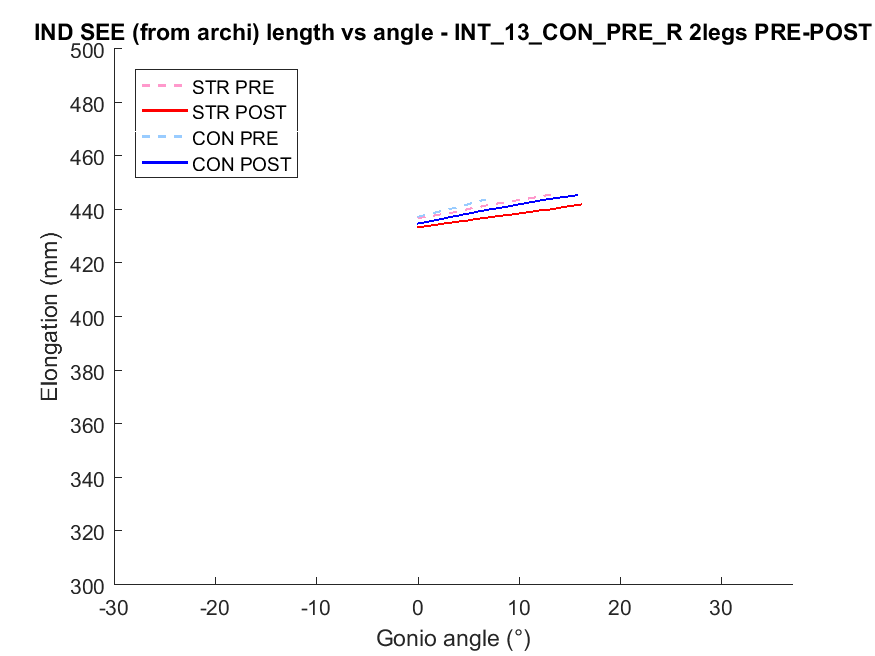 IND SEE (from archi) length vs angle - INT_13_CON_PRE_R 2legs PRE-POST
500
480
460
440
420
400
380
360
340
320
300
Elongation (mm)
STR PRE
STR POST
CON PRE
CON POST
-30
-20
-10
0
10
20
30
Gonio angle (°)